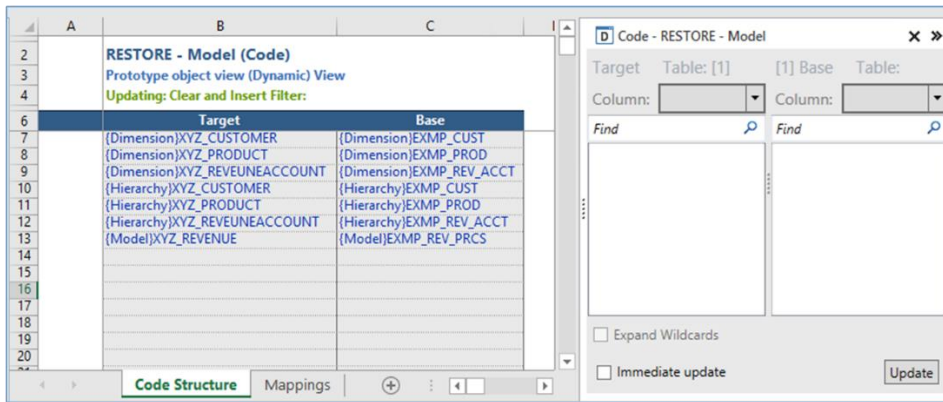 A B C
2 RESTORE - Model (Code)
3 Prototype object view (Dynamic) View
4 Updating: Clear and Insert Filter:
6 Target Base
7 {Dimension}XYZ_CUSTOMER {Dimension}EXMP_CUST
8 {Dimension}XYZ_PRODUCT {Dimension}EXMP_PROD
9 {Dimension}XYZ_REVEUNEACCOUNT {Dimension}EXMP_REV_ACCT
10 {Hierarchy}XYZ_CUSTOMER {Hierarchy}EXMP_CUST
11 {Hierarchy}XYZ_PRODUCT {Hierarchy}EXMP_PROD
12 {Hierarchy}XYZ_REVEUNEACCOUNT {Hierarchy}EXMP_REV_ACCT
13 {Model}XYZ_REVENUE {Model}EXMP_REV_PRCS
14
15
16
17
18
19
20
Code Structure Mappings
D Code - RESTORE - Model
Target Table: [1] [1] Base Table:
Column: Column:
Find Find
Expand Wildcards
Immediate update Update